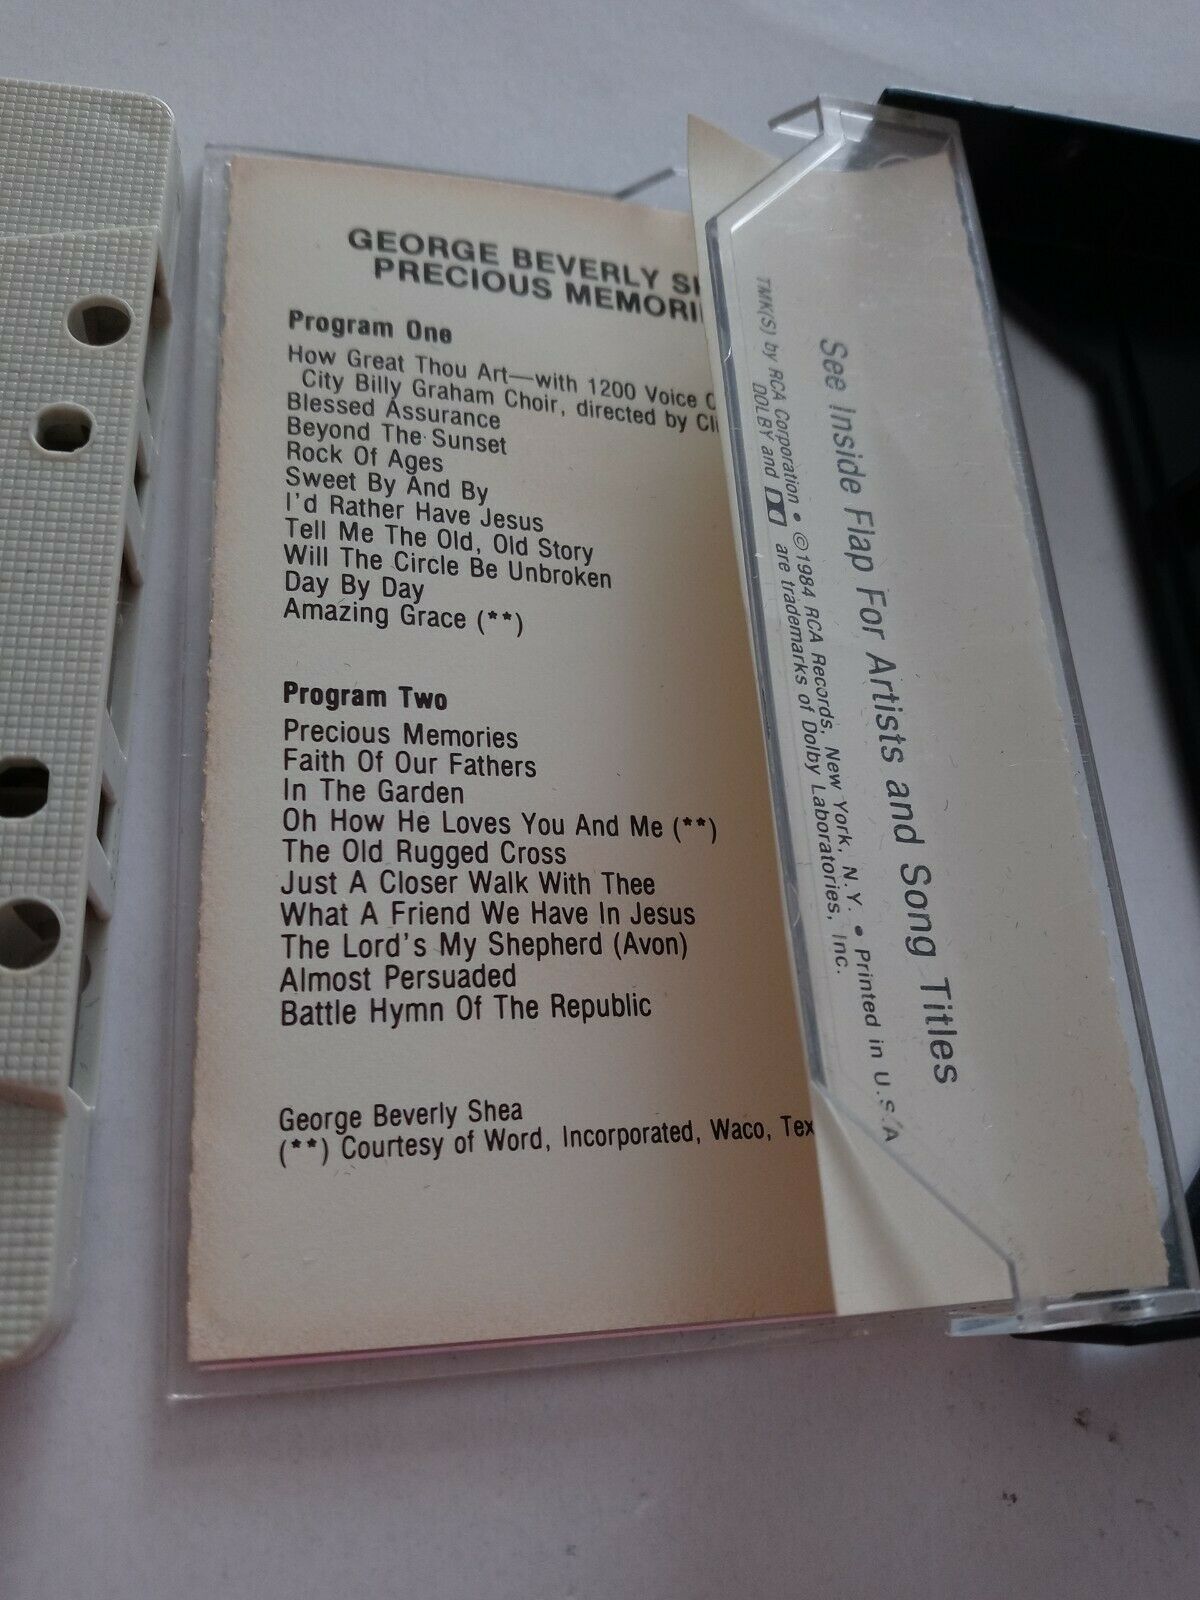 GEORGE BEVERLY
PRECIOUS
Program One
How Great Thou Art—with 1200 Voice
City Billy Graham Choir, directed by
Blessed Assurance
Beyond The Sunset
Rock Of Ages
Sweet By And By
I'd Rather Have Jesus
Tell Me The Old, Old Story
Will The Circle Be Unbroken
Day By Day
Amazing Grace (**)
Program Two
Precious Memories
Faith Of Our Fathers
In The Garden
Oh How He Loves You And Me (**)
The Old Rugged Cross
Just A Closer Walk With Thee
What A Friend We Have In Jesus
The Lord's My Shepherd (Avon)
Almost Persuaded
Battle Hymn Of The Republic
George Beverly Shea
(**) Courtesy of Word, Incorporated, Waco, Tex
See Inside Flap For Artists and Song Titles
TMK(S) by RCA Corporation • ©1984 RCA Records, New York, N.Y. • Printed in U.S.A
DOLBY and are trademarks of Dolby Laboratories, Inc.